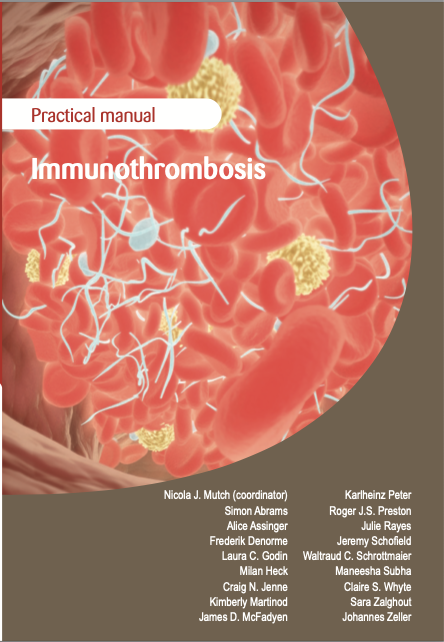 Practical manual
Immunothrombosis
Nicola J. Mutch (coordinator)
Simon Abrams
Alice Assinger
Frederik Denorme
Laura C. Godin
Milan Heck
Craig N. Jenne
Kimberly Martinod
James D. McFadyen
Karlheinz Peter
Roger J.S. Preston
Julie Rayes
Jeremy Schofield
Waltraud C. Schrottmaier
Maneesha Subha
Claire S. Whyte
Sara Zalghout
Johannes Zeller